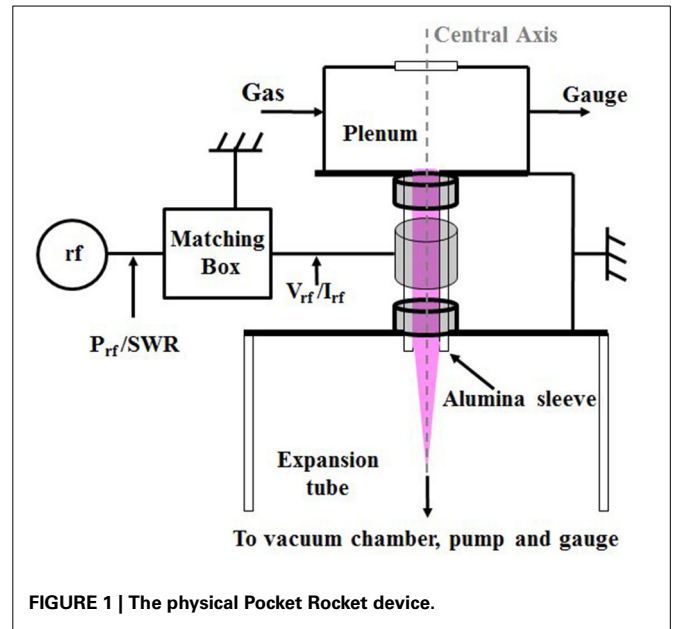 Central Axis
Gas
Gauge
Plenum
rf
Matching
Box
Vrf/Irf
Prf/SWR
Alumina sleeve
Expansion
tube
To vacuum chamber, pump and gauge
FIGURE 1 | The physical Pocket Rocket device.